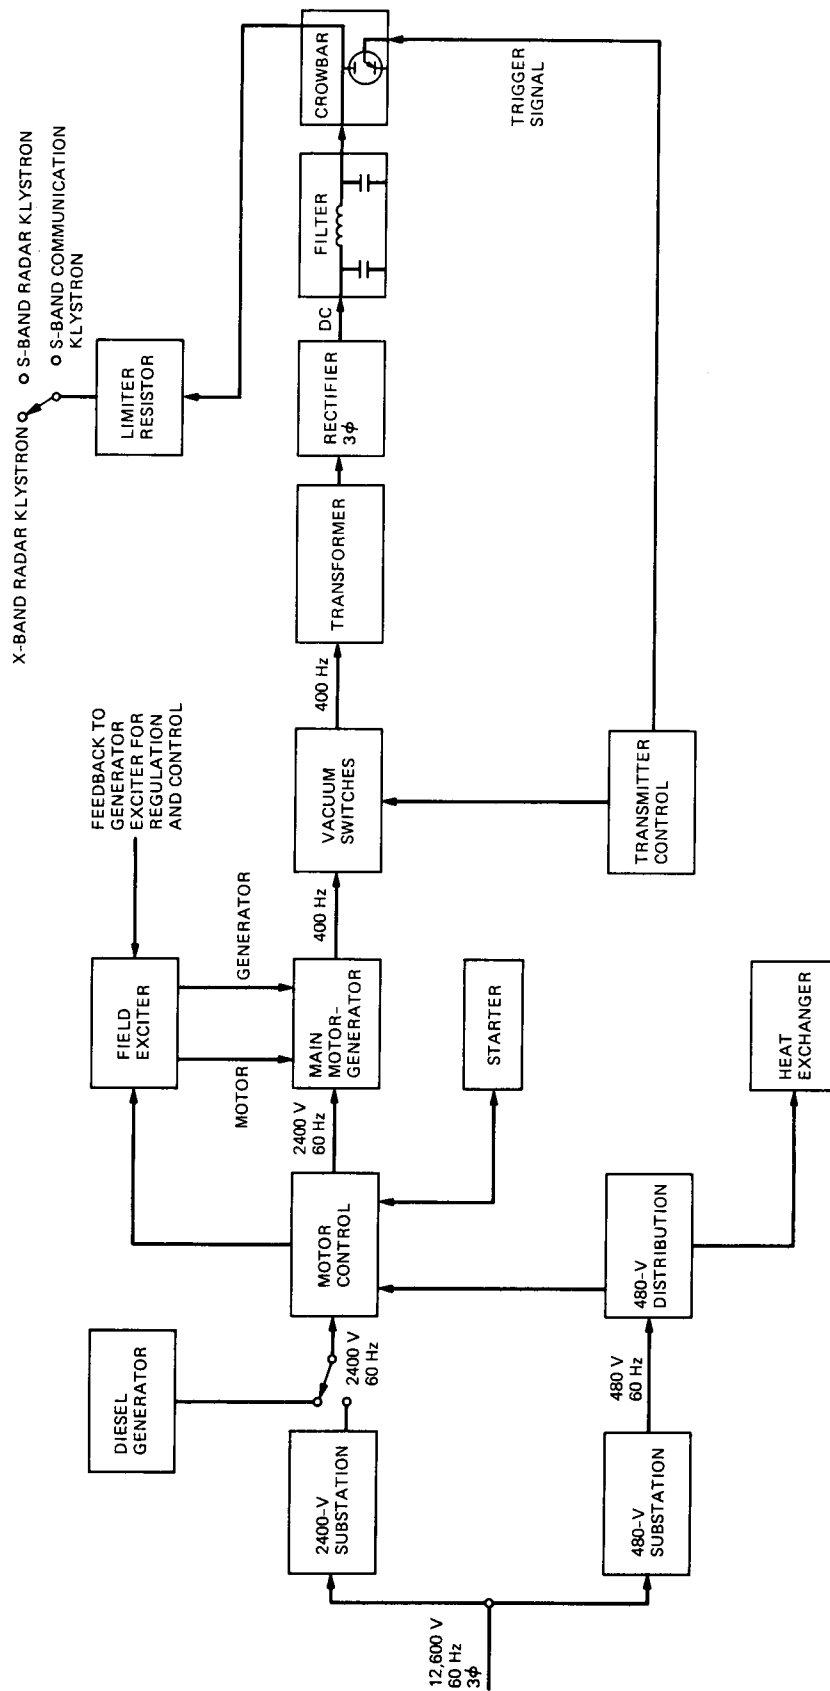 12,600 V
60 Hz
3ϕ
2400-V
SUBSTATION
480-V
SUBSTATION
DIESEL
GENERATOR
2400 V
60 Hz
480 V
60 Hz
MOTOR
CONTROL
480-V
DISTRIBUTION
2400 V
60 Hz
STARTER
HEAT
EXCHANGER
FIELD
EXCITER
MOTOR
GENERATOR
MAIN
MOTOR-
GENERATOR
FEEDBACK TO
GENERATOR
EXCITER FOR
REGULATION
AND CONTROL
400 Hz
VACUUM
SWITCHES
TRANSMITTER
CONTROL
400 Hz
TRANSFORMER
RECTIFIER
3ϕ
DC
FILTER
CROWBAR
TRIGGER
SIGNAL
LIMITER
RESISTOR
X-BAND RADAR KLYSTRON
S-BAND RADAR KLYSTRON
S-BAND COMMUNICATION
KLYSTRON